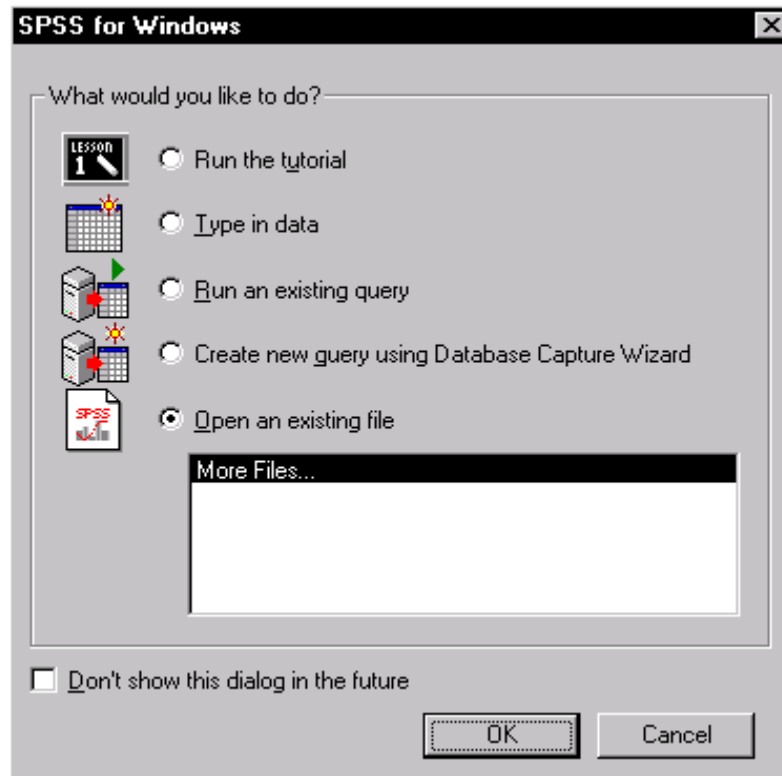 SPSS for Windows
What would you like to do?
LESSON
1
Run the tutorial
Type in data
Run an existing query
Create new query using Database Capture Wizard
SPSS
Open an existing file
More Files...
Don't show this dialog in the future
OK
Cancel